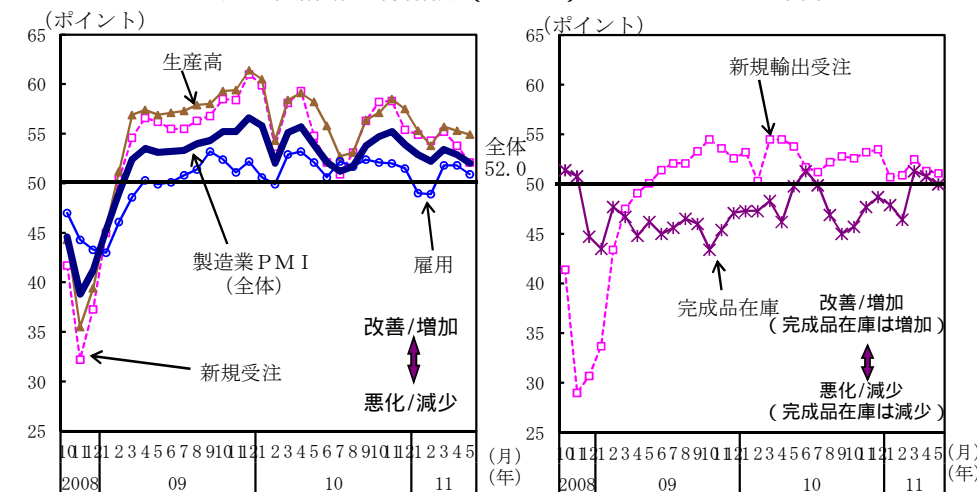 (ポイント)
65
60
55
50
45
40
35
30
25
生産高
全体
52.0
製造業ＰＭＩ
(全体)
雇用
新規受注
改善/増加
悪化/減少
10 11 12 1 2 3 4 5 6 7 8 9 10 11 12 1 2 3 4 5 6 7 8 9 10 11 12 1 2 3 4 5 (月)
2008 09 10 11 (年)
(ポイント)
65
60
55
50
45
40
35
30
25
新規輸出受注
完成品在庫
改善/増加
(完成品在庫は増加)
悪化/減少
(完成品在庫は減少)
10 11 12 1 2 3 4 5 6 7 8 9 10 11 12 1 2 3 4 5 6 7 8 9 10 11 12 1 2 3 4 5 (月)
2008 09 10 11 (年)